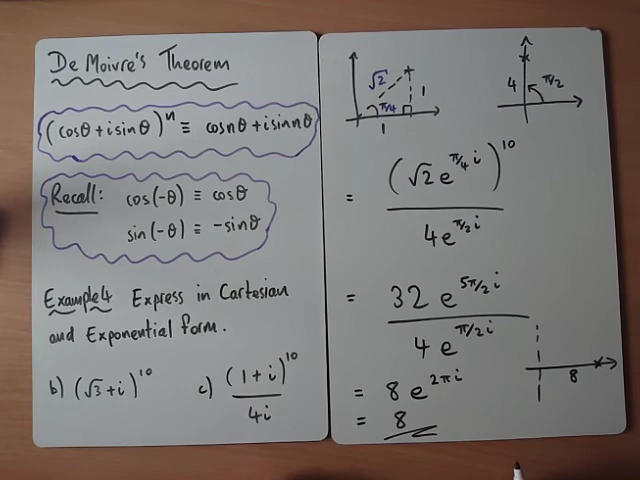 De Moivre's Theorem
(cosθ + isinθ)ⁿ ≡ cosnθ + isinnθ
Recall: cos(-θ) ≡ cosθ
sin(-θ) ≡ -sinθ
Example 4 Express in Cartesian
and Exponential form.
b) (√3 + i)¹⁰ c) (1 + i)¹⁰ / 4i
√2 1 π/4 1
4 π/2
= (√2 e^(π/4 i))¹⁰ / 4e^(π/2 i)
= 32 e^(5π/2 i) / 4 e^(π/2 i)
= 8 e^(2πi)
= 8
8